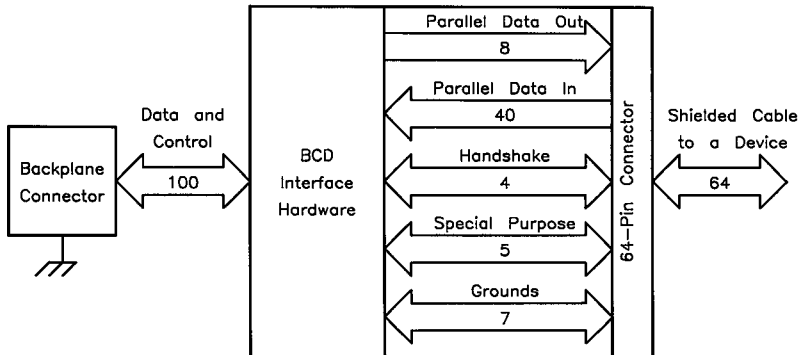 Parallel Data Out
8
Parallel Data In
40
Data and
Control
100
Backplane
Connector
BCD
Interface
Hardware
Handshake
4
Special Purpose
5
Grounds
7
64-Pin Connector
Shielded Cable
to a Device
64